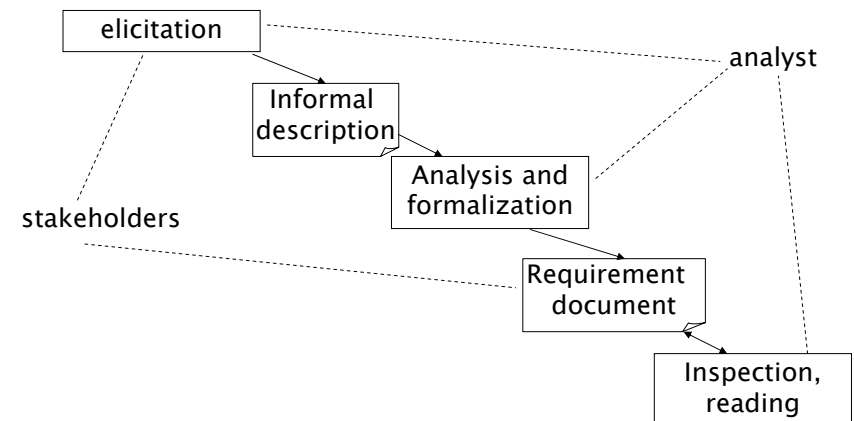 elicitation
analyst
Informal
description
Analysis and
formalization
stakeholders
Requirement
document
Inspection,
reading